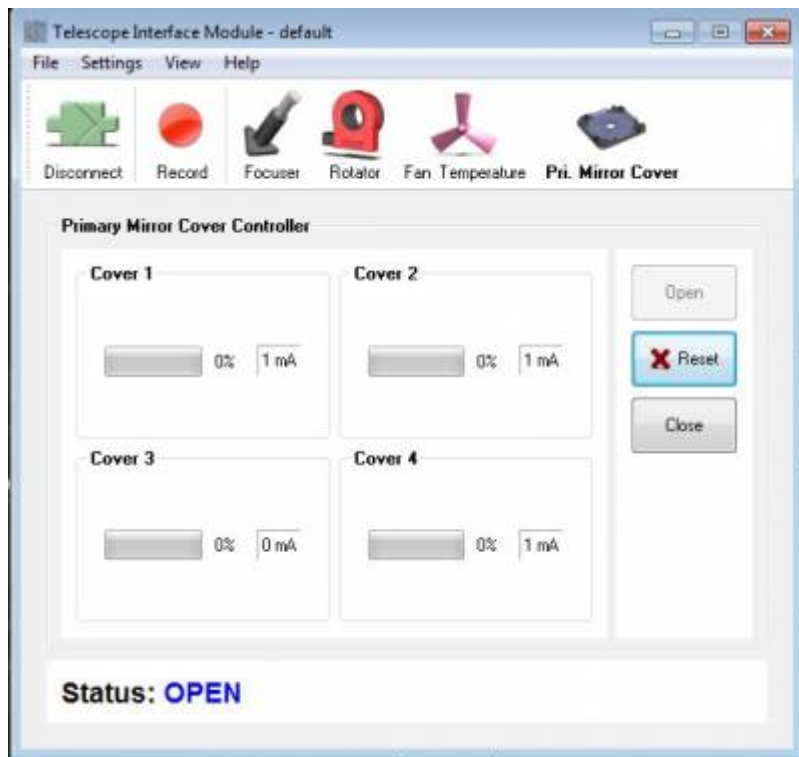 Telescope Interface Module - default
File Settings View Help
Disconnect Record Focuser Rotator Fan Temperature Pri. Mirror Cover
Primary Mirror Cover Controller
Cover 1 Cover 2
Open
0% 1 mA 0% 1 mA Reset
Close
Cover 3 Cover 4
0% 0 mA 0% 1 mA
Status: OPEN